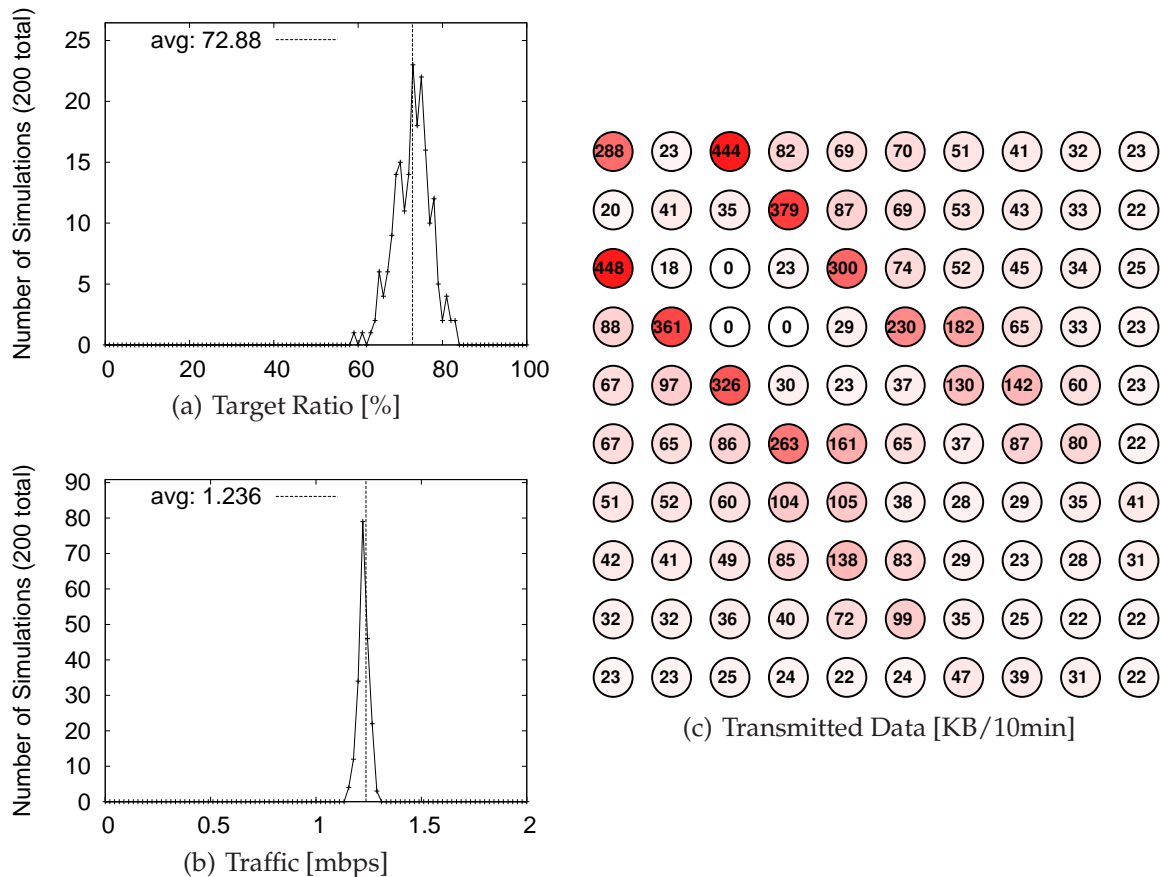 Number of Simulations (200 total)
avg: 72.88
25
20
15
10
5
0
0 20 40 60 80 100
(a) Target Ratio [%]
Number of Simulations (200 total)
avg: 1.236
90
80
70
60
50
40
30
20
10
0
0 0.5 1 1.5 2
(b) Traffic [mbps]
288 23 444 82 69 70 51 41 32 23
20 41 35 379 87 69 53 43 33 22
448 18 0 23 300 74 52 45 34 25
88 361 0 0 29 230 182 65 33 23
67 97 326 30 23 37 130 142 60 23
67 65 86 263 161 65 37 87 80 22
51 52 60 104 105 38 28 29 35 41
42 41 49 85 138 83 29 23 28 31
32 32 36 40 72 99 35 25 22 22
23 23 25 24 22 24 47 39 31 22
(c) Transmitted Data [KB/10min]